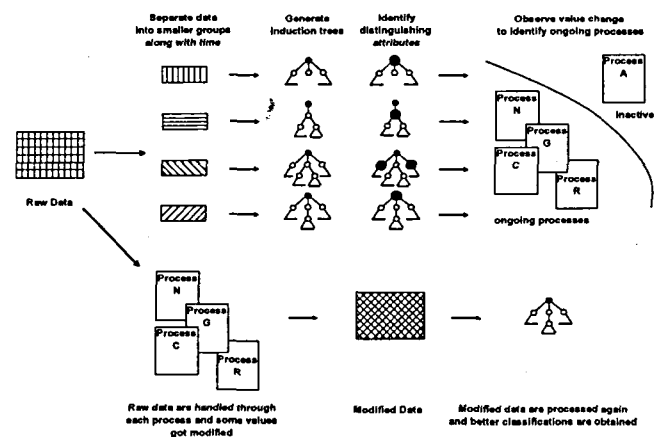 Separate data
into smaller groups
along with time
Generate
induction trees
Identify
distinguishing
attributes
Observe value change
to identify ongoing processes
Process
A
Inactive
Process
N
Process
G
Process
C
Process
R
ongoing processes
Raw Data
Process
N
Process
G
Process
C
Process
R
Raw data are handled through
each process and some values
got modified
Modified Data
Modified data are processed again
and better classifications are obtained